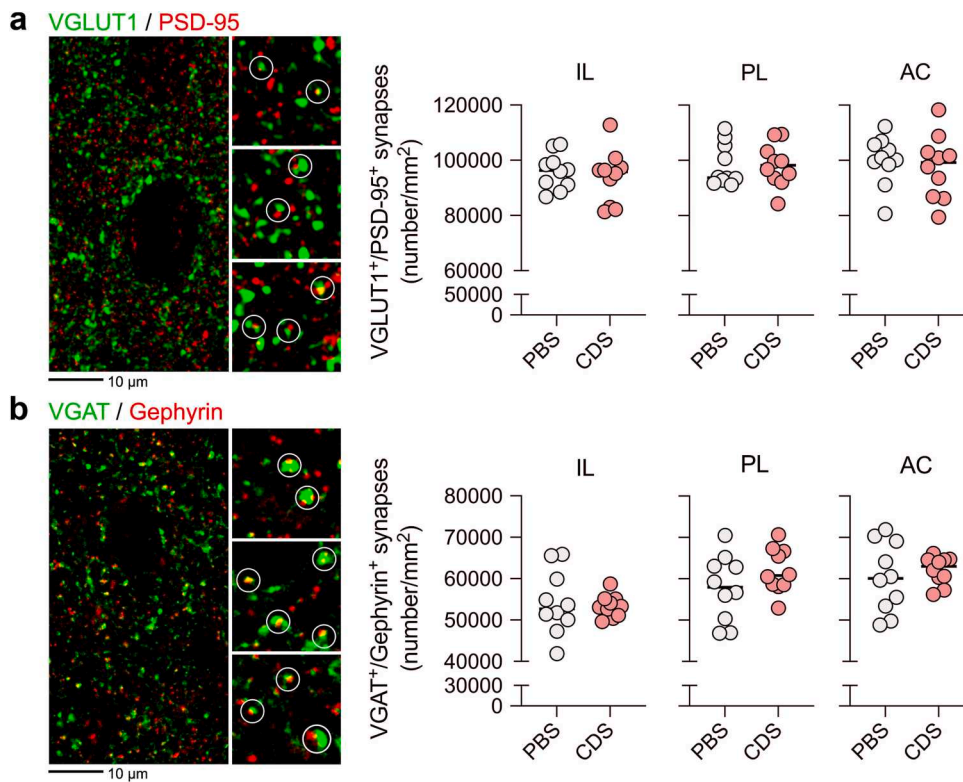 a
VGLUT1 / PSD-95
10 µm
VGLUT1+/PSD-95+ synapses
(number/mm2)
IL
PL
AC
120000
100000
80000
60000
50000
0
PBS
CDS
PBS
CDS
PBS
CDS
b
VGAT / Gephyrin
10 µm
VGAT+/Gephyrin+ synapses
(number/mm2)
IL
PL
AC
80000
70000
60000
50000
40000
30000
0
PBS
CDS
PBS
CDS
PBS
CDS